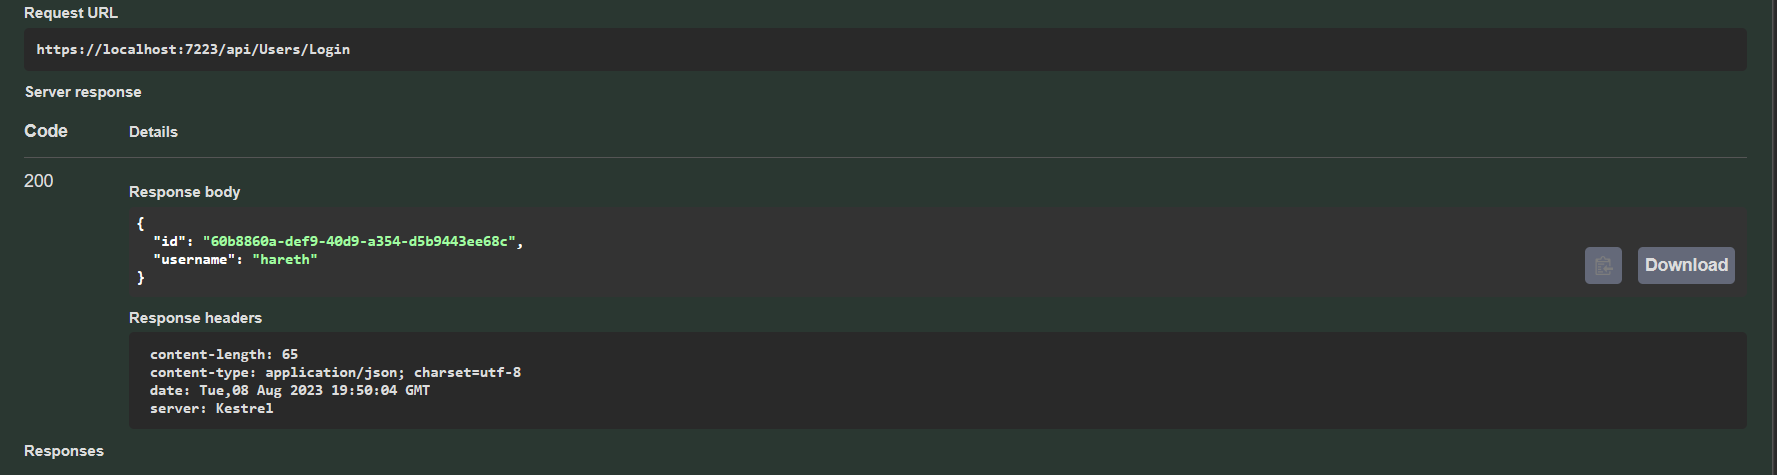 Request URL
https://localhost:7223/api/Users/Login
Server response
Code Details
200
Response body
{
"id": "60b8860a-def9-40d9-a354-d5b9443ee68c",
"username": "hareth"
}
Download
Response headers
content-length: 65
content-type: application/json; charset=utf-8
date: Tue,08 Aug 2023 19:50:04 GMT
server: Kestrel
Responses